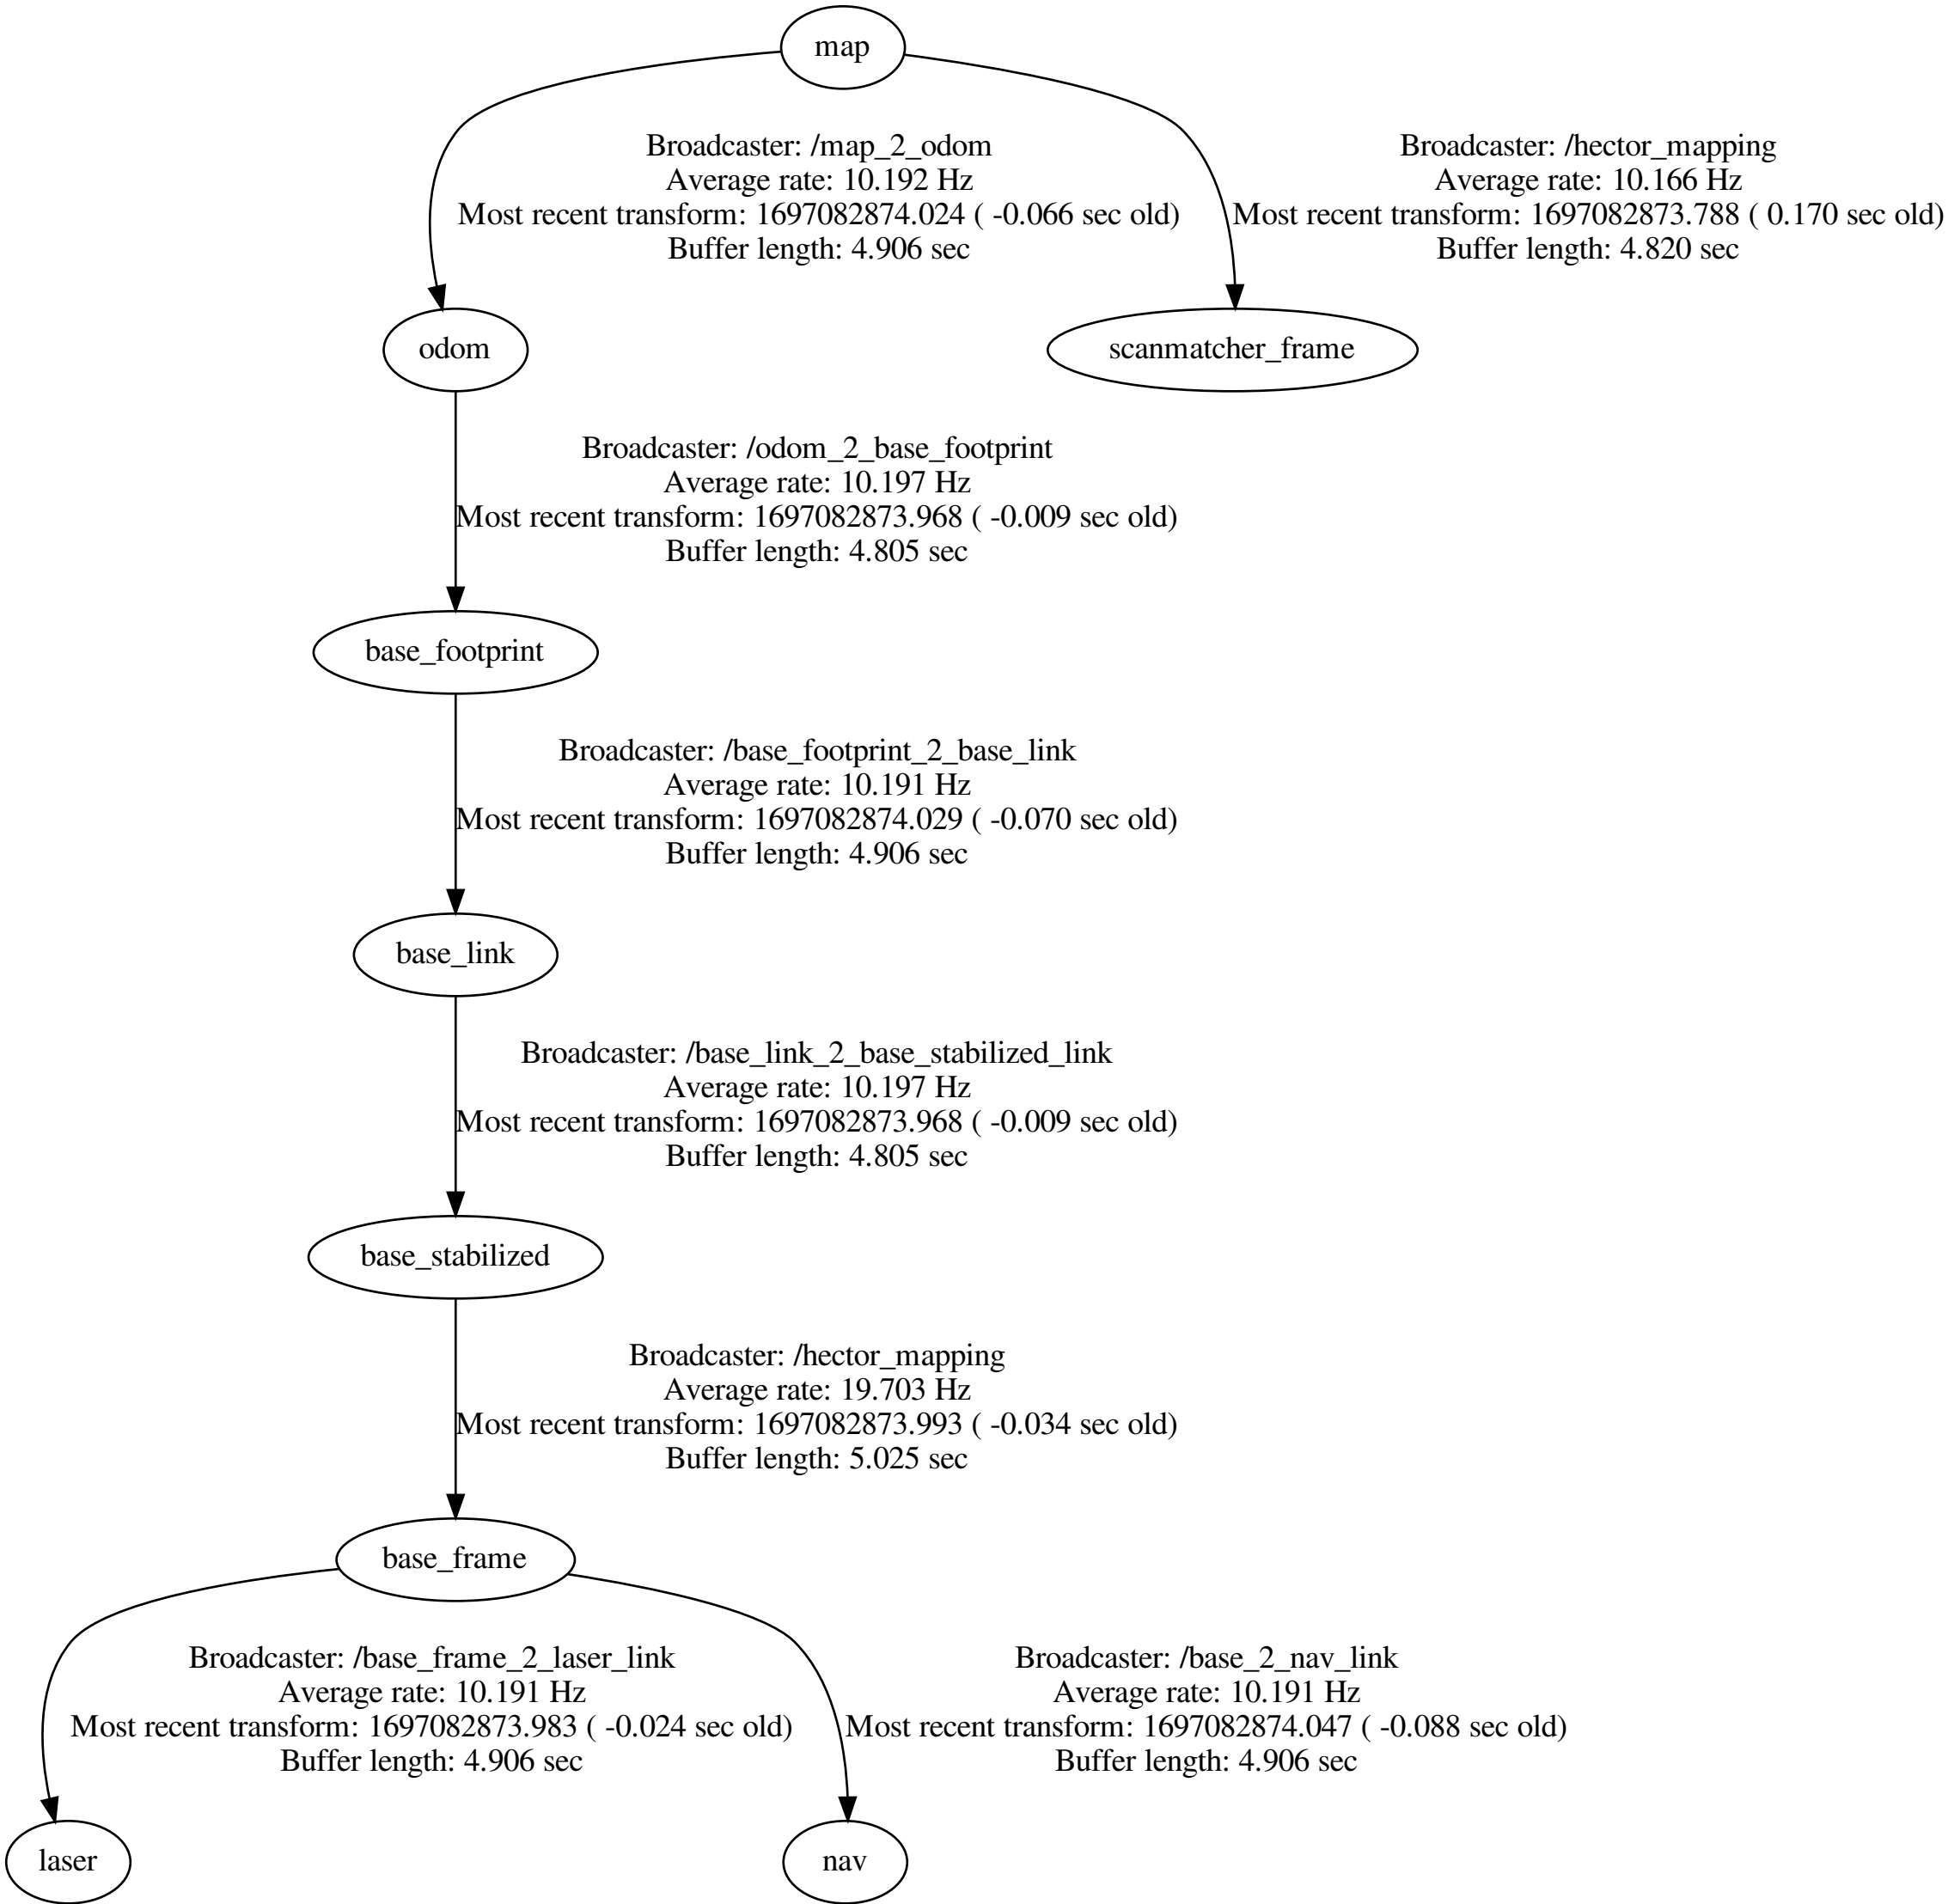 map
Broadcaster: /map_2_odom
Average rate: 10.192 Hz
Most recent transform: 1697082874.024 ( -0.066 sec old)
Buffer length: 4.906 sec
Broadcaster: /hector_mapping
Average rate: 10.166 Hz
Most recent transform: 1697082873.788 ( 0.170 sec old)
Buffer length: 4.820 sec
odom
scanmatcher_frame
Broadcaster: /odom_2_base_footprint
Average rate: 10.197 Hz
Most recent transform: 1697082873.968 ( -0.009 sec old)
Buffer length: 4.805 sec
base_footprint
Broadcaster: /base_footprint_2_base_link
Average rate: 10.191 Hz
Most recent transform: 1697082874.029 ( -0.070 sec old)
Buffer length: 4.906 sec
base_link
Broadcaster: /base_link_2_base_stabilized_link
Average rate: 10.197 Hz
Most recent transform: 1697082873.968 ( -0.009 sec old)
Buffer length: 4.805 sec
base_stabilized
Broadcaster: /hector_mapping
Average rate: 19.703 Hz
Most recent transform: 1697082873.993 ( -0.034 sec old)
Buffer length: 5.025 sec
base_frame
Broadcaster: /base_frame_2_laser_link
Average rate: 10.191 Hz
Most recent transform: 1697082873.983 ( -0.024 sec old)
Buffer length: 4.906 sec
Broadcaster: /base_2_nav_link
Average rate: 10.191 Hz
Most recent transform: 1697082874.047 ( -0.088 sec old)
Buffer length: 4.906 sec
laser
nav